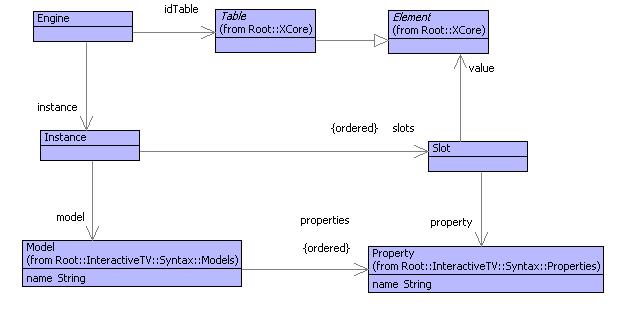 idTable
Engine
Table
(from Root::XCore)
Element
(from Root::XCore)
value
instance
{ordered} slots
Instance
Slot
model
properties
property
{ordered}
Model
(from Root::InteractiveTV::Syntax::Models)
name String
Property
(from Root::InteractiveTV::Syntax::Properties)
name String